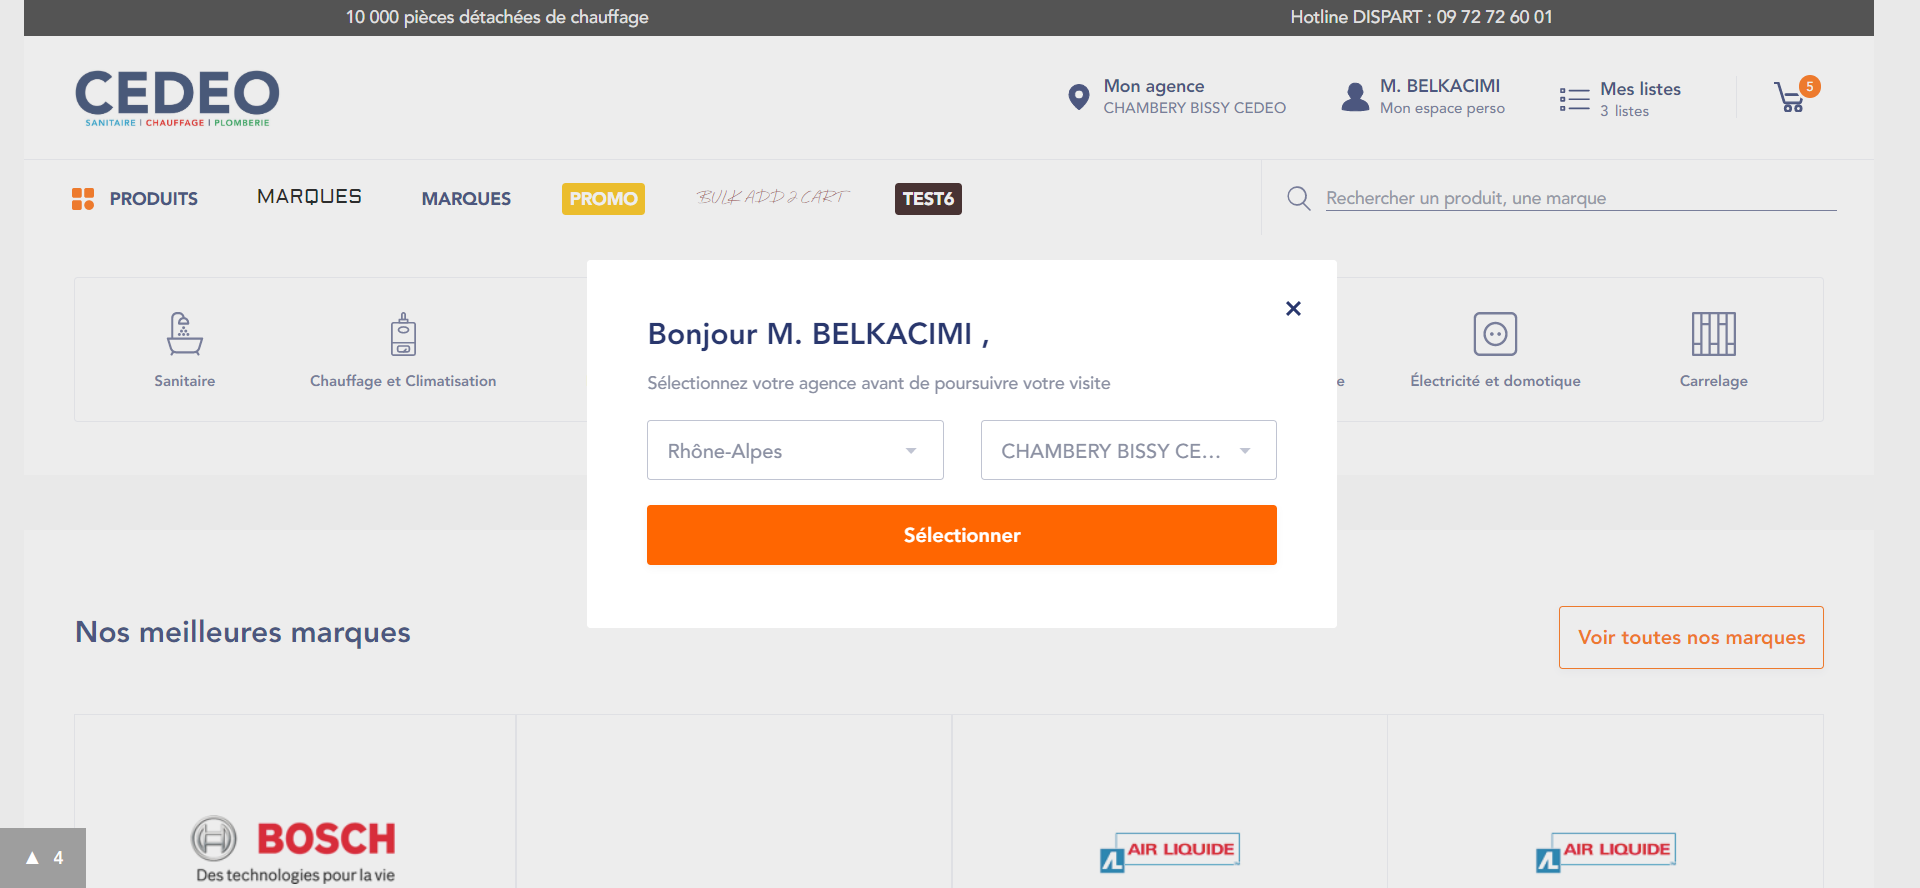 10 000 pièces détachées de chauffage
Hotline DISPART : 09 72 72 60 01
CEDEO
SANITAIRE | CHAUFFAGE | PLOMBERIE
Mon agence
CHAMBERY BISSY CEDEO
M. BELKACIMI
Mon espace perso
Mes listes
3 listes
5
PRODUITS
MARQUES
MARQUES
PROMO
BULK ADD 2 CART
TEST6
Rechercher un produit, une marque
Bonjour M. BELKACIMI ,
Sélectionnez votre agence avant de poursuivre votre visite
Rhône-Alpes
CHAMBERY BISSY CE...
Sélectionner
Sanitaire
Chauffage et Climatisation
e
Électricité et domotique
Carrelage
Nos meilleures marques
Voir toutes nos marques
BOSCH
Des technologies pour la vie
AL AIR LIQUIDE
AL AIR LIQUIDE
▲ 4